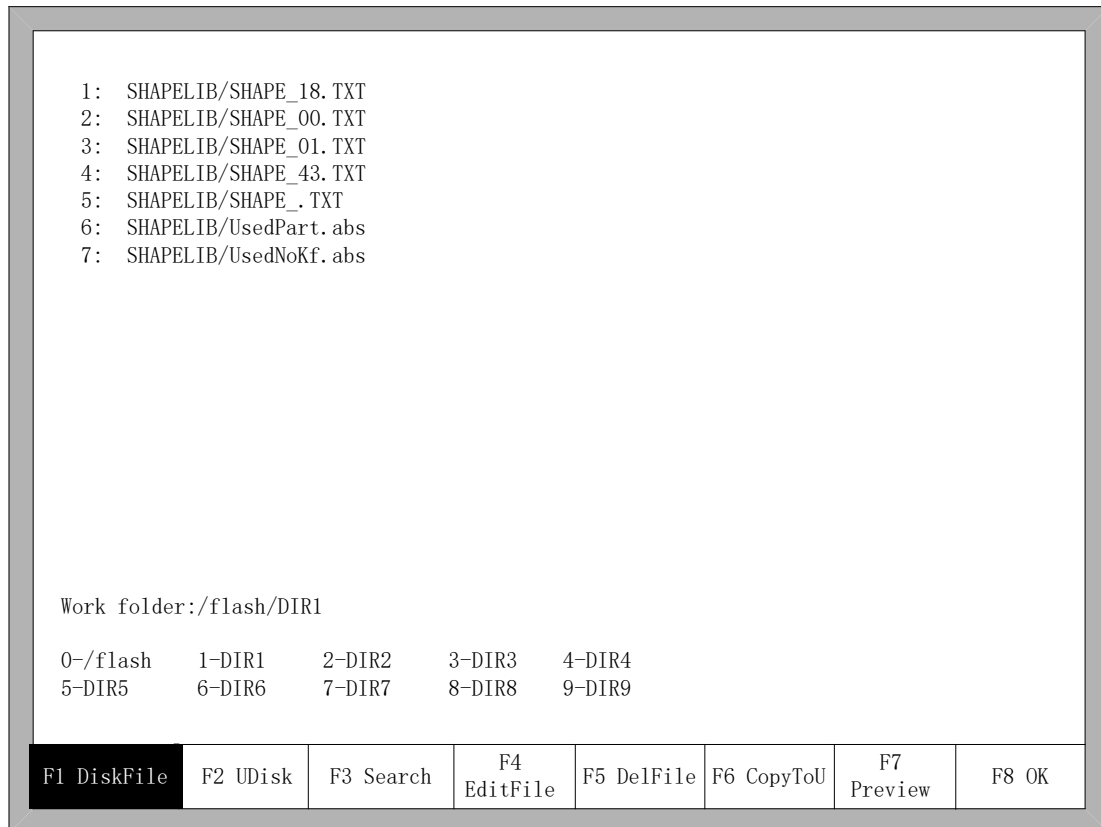 1: SHAPELIB/SHAPE_18.TXT
2: SHAPELIB/SHAPE_00.TXT
3: SHAPELIB/SHAPE_01.TXT
4: SHAPELIB/SHAPE_43.TXT
5: SHAPELIB/SHAPE_.TXT
6: SHAPELIB/UsedPart.abs
7: SHAPELIB/UsedNoKf.abs
Work folder:/flash/DIR1
0-/flash 1-DIR1 2-DIR2 3-DIR3 4-DIR4
5-DIR5 6-DIR6 7-DIR7 8-DIR8 9-DIR9
F1 DiskFile
F2 UDisk
F3 Search
F4
EditFile
F5 DelFile
F6 CopyToU
F7
Preview
F8 OK